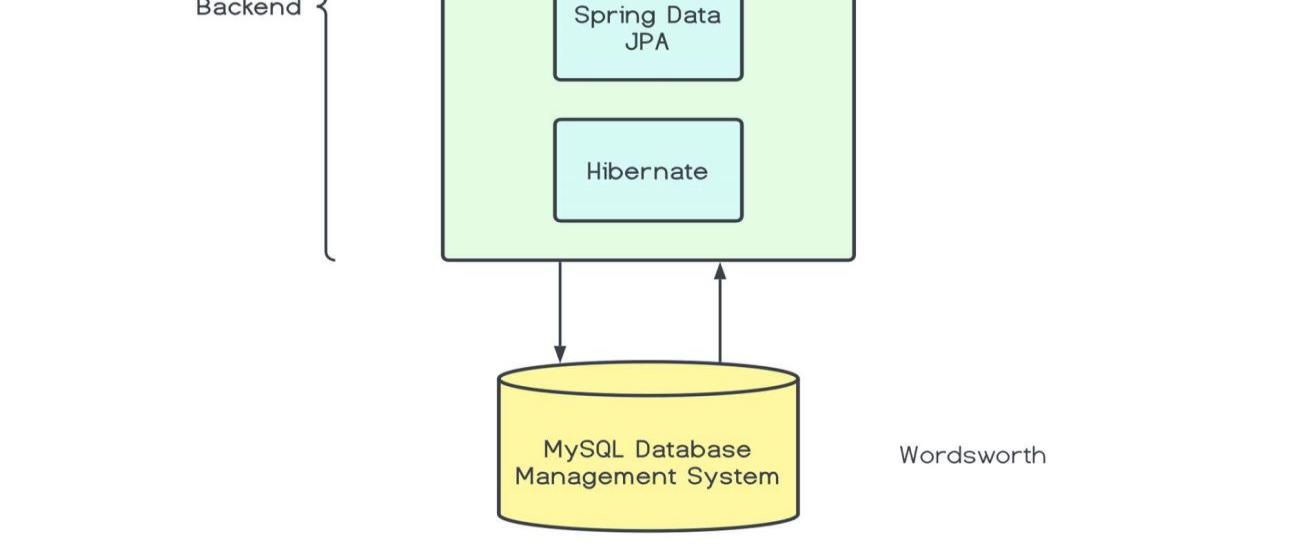 Backend
Spring Data
JPA
Hibernate
MySQL Database
Management System
Wordsworth